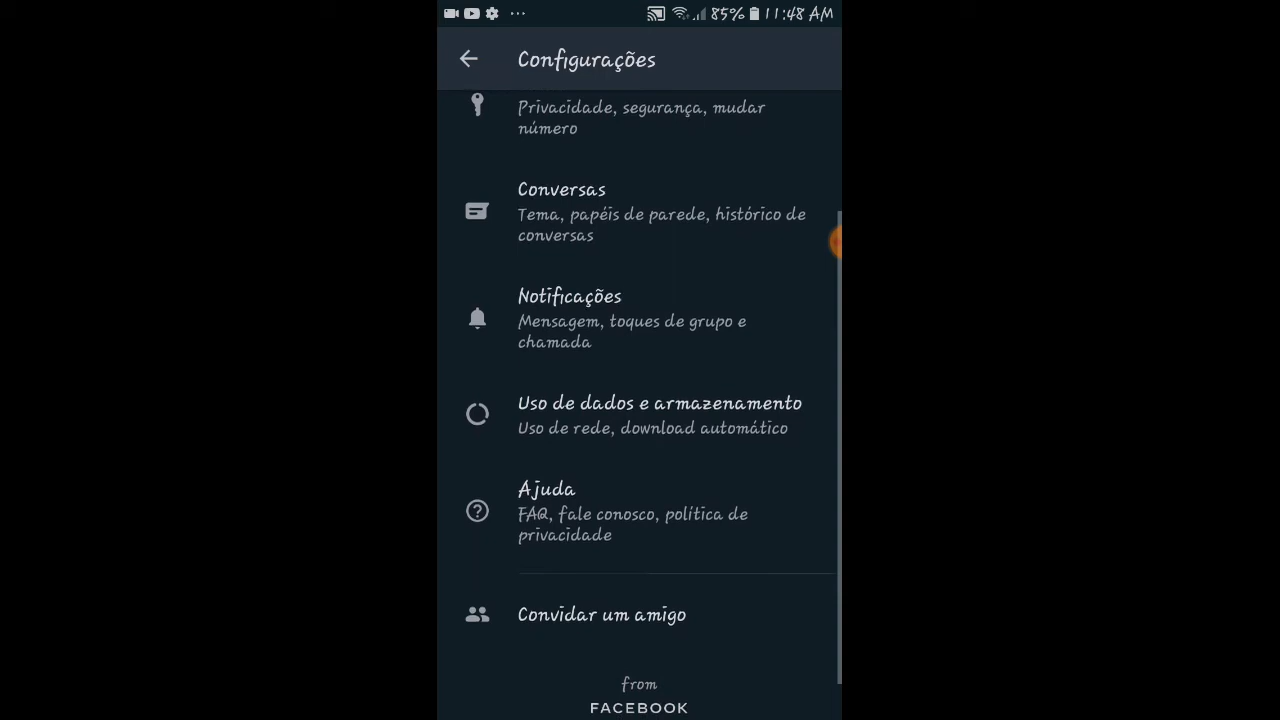 85% 11:48 AM
Configurações
Privacidade, segurança, mudar
número
Conversas
Tema, papéis de parede, histórico de
conversas
Notificações
Mensagem, toques de grupo e
chamada
Uso de dados e armazenamento
Uso de rede, download automático
Ajuda
FAQ, fale conosco, política de
privacidade
Convidar um amigo
from
FACEBOOK